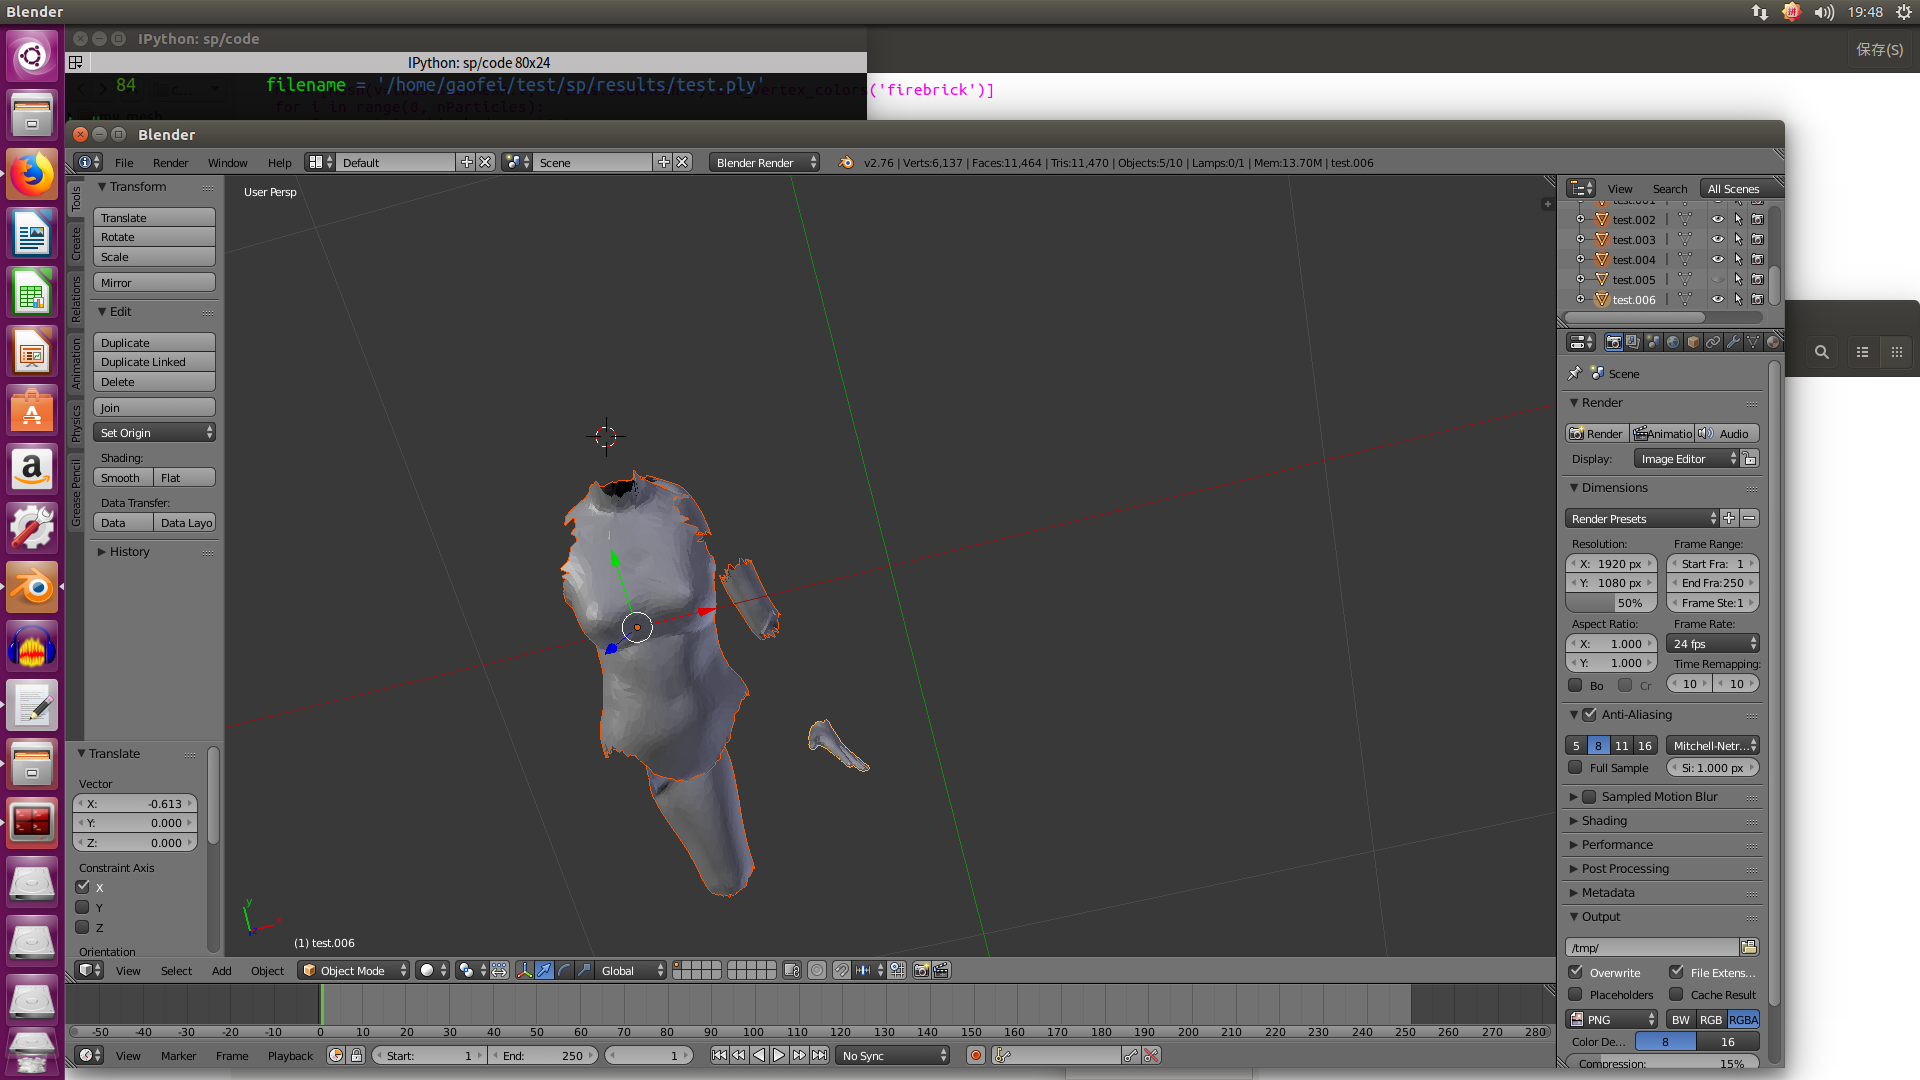 Blender
19:48
IPython: sp/code
保存(S)
IPython: sp/code 80x24
84 filename = '/home/gaofei/test/sp/results/test.ply'
('firebrick')]
for i in range(0, nParticles):
Blender
File Render Window Help Default Scene Blender Render v2.76 | Verts:6,137 | Faces:11,464 | Tris:11,470 | Objects:5/10 | Lamps:0/1 | Mem:13.70M | test.006
Tools
Create
Relations
Animation
Physics
Grease Pencil
Transform
Translate
Rotate
Scale
Mirror
Edit
Duplicate
Duplicate Linked
Delete
Join
Set Origin
Shading:
Smooth Flat
Data Transfer:
Data Data Layo
History
Translate
Vector
X: -0.613
Y: 0.000
Z: 0.000
Constraint Axis
X
Y
Z
Orientation
User Persp
y
(1) test.006
View Search All Scenes
test.001
test.002
test.003
test.004
test.005
test.006
Scene
Render
Render Animatio Audio
Display: Image Editor
Dimensions
Render Presets
Resolution: Frame Range:
X: 1920 px Start Fra: 1
Y: 1080 px End Fra:250
50% Frame Ste:1
Aspect Ratio: Frame Rate:
X: 1.000 24 fps
Y: 1.000 Time Remapping:
Bo Cr 10 10
Anti-Aliasing
5 8 11 16 Mitchell-Netr...
Full Sample Si: 1.000 px
Sampled Motion Blur
Shading
Performance
Post Processing
Metadata
Output
/tmp/
Overwrite File Extens...
Placeholders Cache Result
PNG BW RGB RGBA
Color De... 8 16
Compression: 15%
View Select Add Object Object Mode Global
-50 -40 -30 -20 -10 0 10 20 30 40 50 60 70 80 90 100 110 120 130 140 150 160 170 180 190 200 210 220 230 240 250 260 270 280
View Marker Frame Playback Start: 1 End: 250 1 No Sync